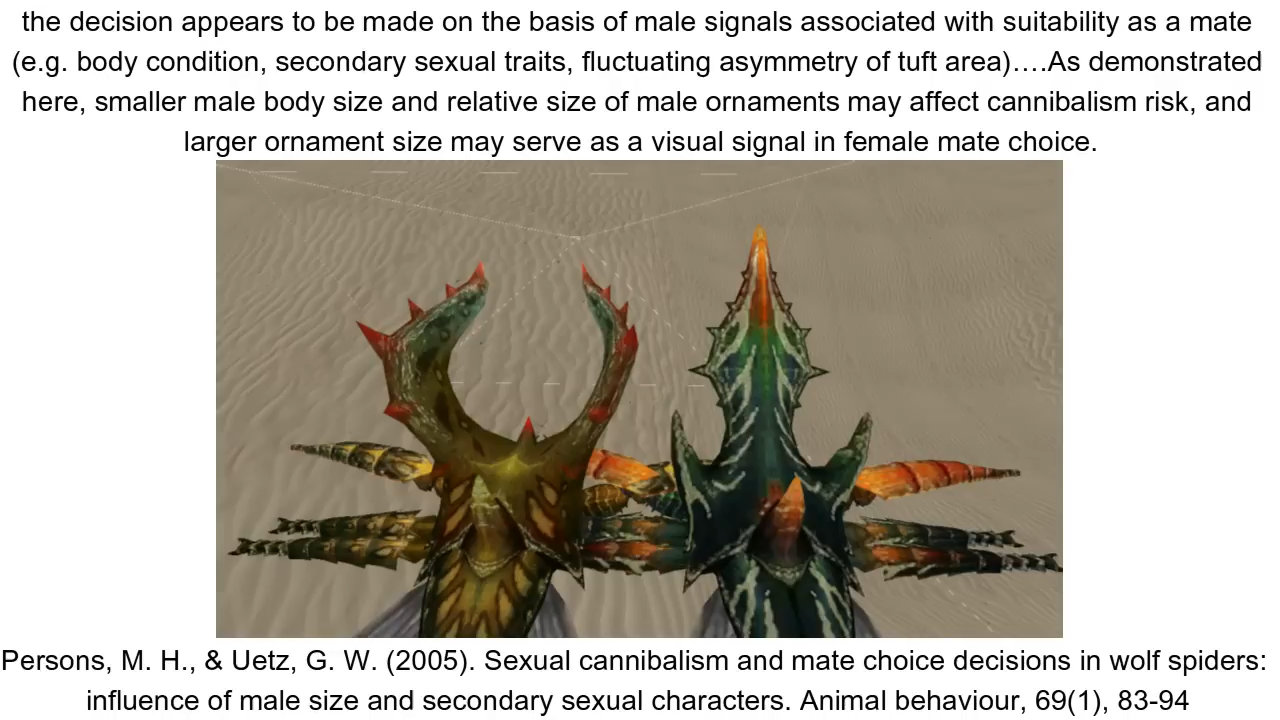 the decision appears to be made on the basis of male signals associated with suitability as a mate
(e.g. body condition, secondary sexual traits, fluctuating asymmetry of tuft area)….As demonstrated
here, smaller male body size and relative size of male ornaments may affect cannibalism risk, and
larger ornament size may serve as a visual signal in female mate choice.
Persons, M. H., & Uetz, G. W. (2005). Sexual cannibalism and mate choice decisions in wolf spiders:
influence of male size and secondary sexual characters. Animal behaviour, 69(1), 83-94